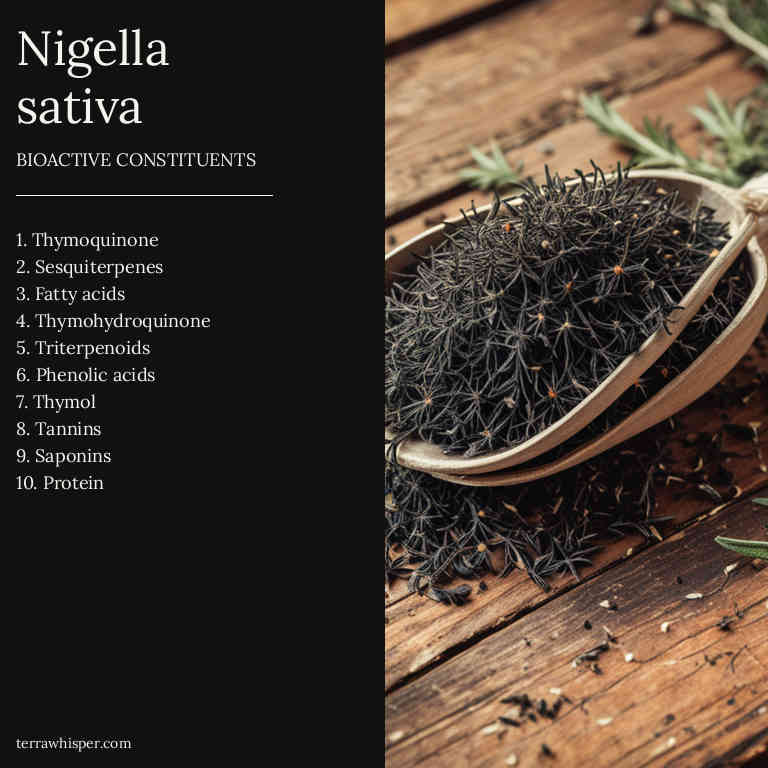 Nigella
sativa
BIOACTIVE CONSTITUENTS
1. Thymoquinone
2. Sesquiterpenes
3. Fatty acids
4. Thymohydroquinone
5. Triterpenoids
6. Phenolic acids
7. Thymol
8. Tannins
9. Saponins
10. Protein
terrawhisper.com